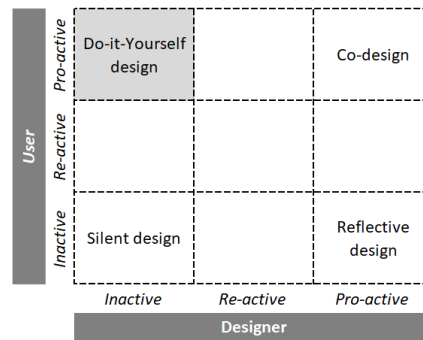 User
Pro-active
Re-active
Inactive
Do-it-Yourself
design
Co-design
Silent design
Reflective
design
Inactive
Re-active
Pro-active
Designer